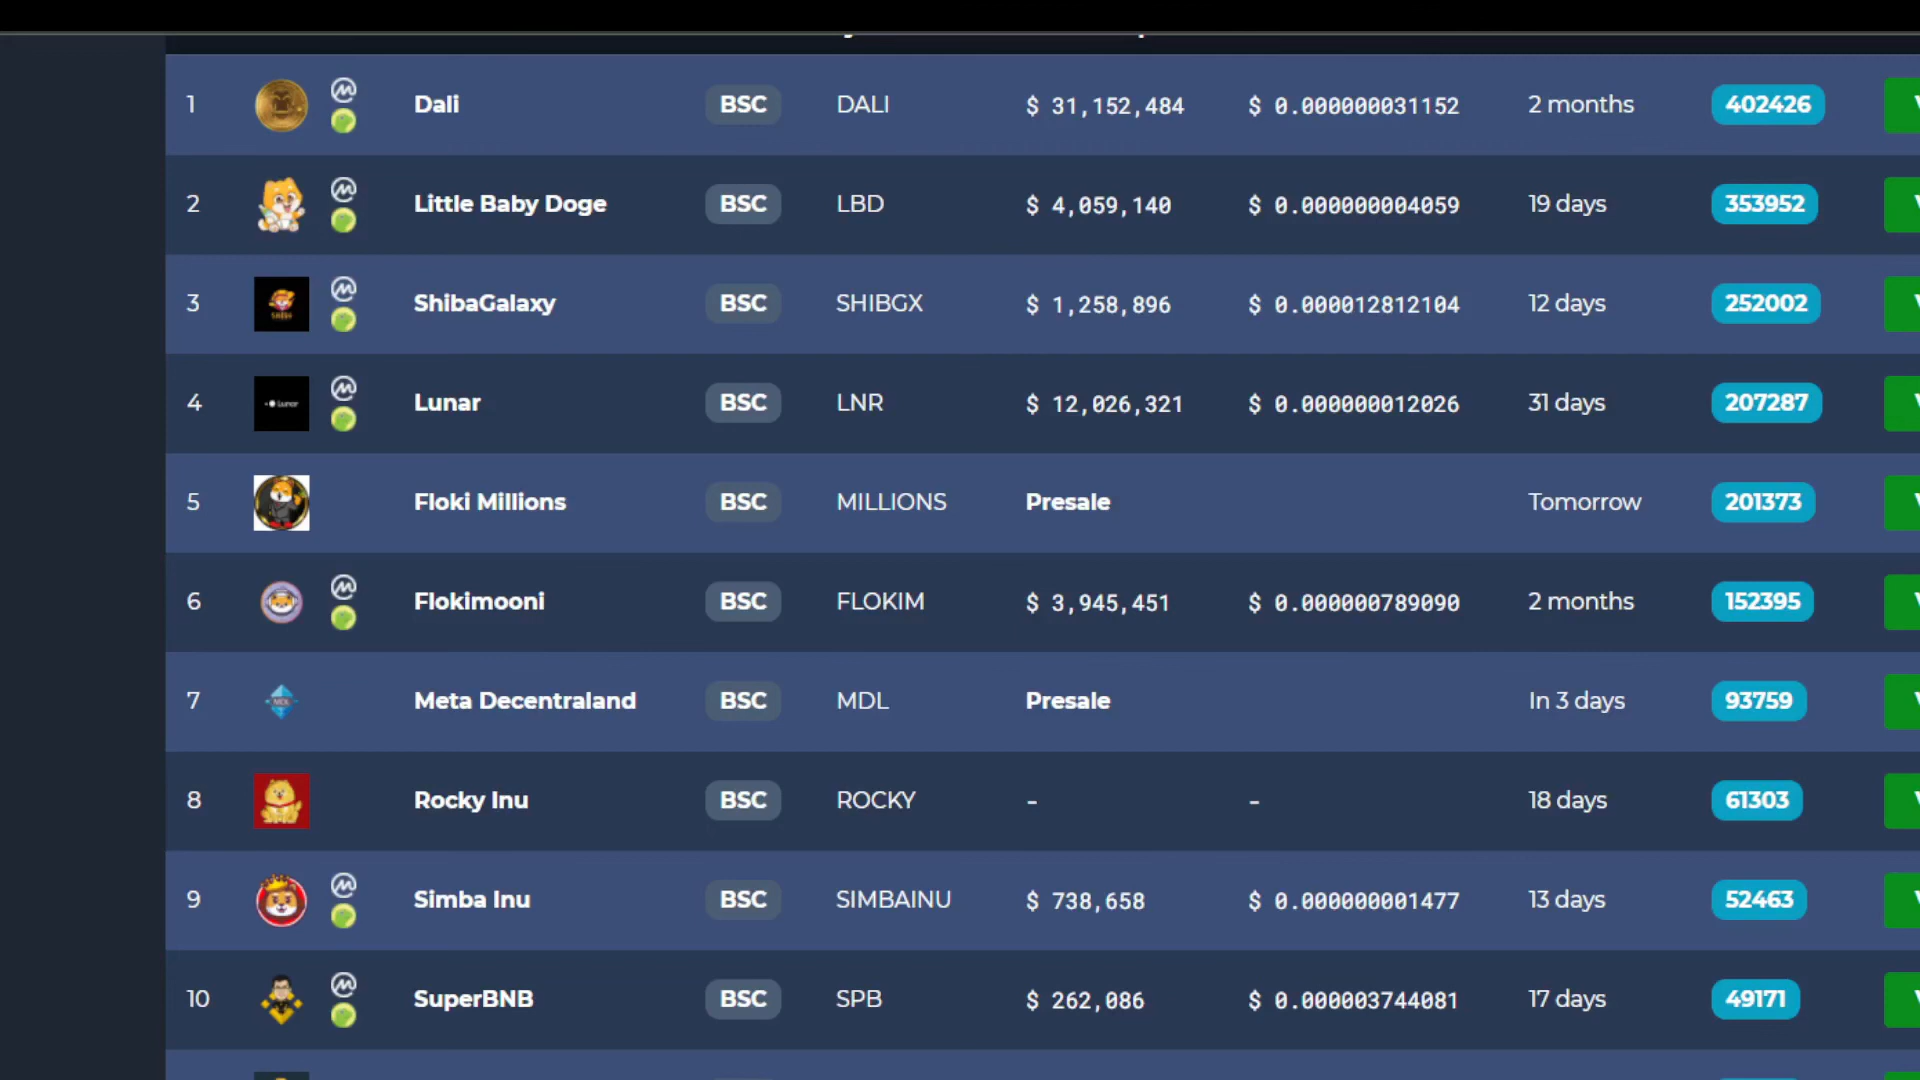 1 Dali BSC DALI $ 31,152,484 $ 0.000000031152 2 months 402426
2 Little Baby Doge BSC LBD $ 4,059,140 $ 0.000000004059 19 days 353952
3 ShibaGalaxy BSC SHIBGX $ 1,258,896 $ 0.000012812104 12 days 252002
4 Lunar BSC LNR $ 12,026,321 $ 0.000000012026 31 days 207287
5 Floki Millions BSC MILLIONS Presale Tomorrow 201373
6 Flokimooni BSC FLOKIM $ 3,945,451 $ 0.000000789090 2 months 152395
7 MDL Meta Decentraland BSC MDL Presale In 3 days 93759
8 Rocky Inu BSC ROCKY - - 18 days 61303
9 Simba Inu BSC SIMBAINU $ 738,658 $ 0.000000001477 13 days 52463
10 SuperBNB BSC SPB $ 262,086 $ 0.000003744081 17 days 49171